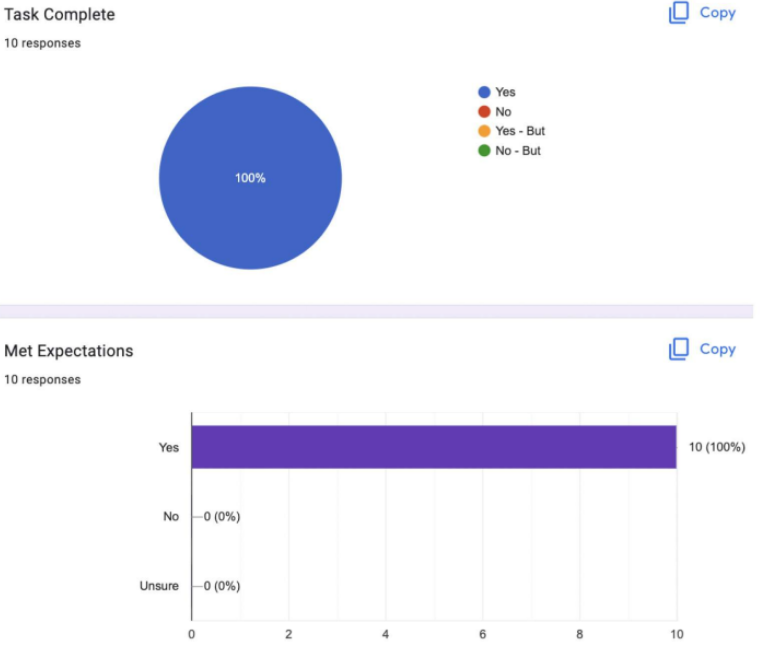 Task Complete
Copy
10 responses
100%
Yes
No
Yes - But
No - But
Met Expectations
Copy
10 responses
Yes
10 (100%)
No
0 (0%)
Unsure
0 (0%)
0 2 4 6 8 10